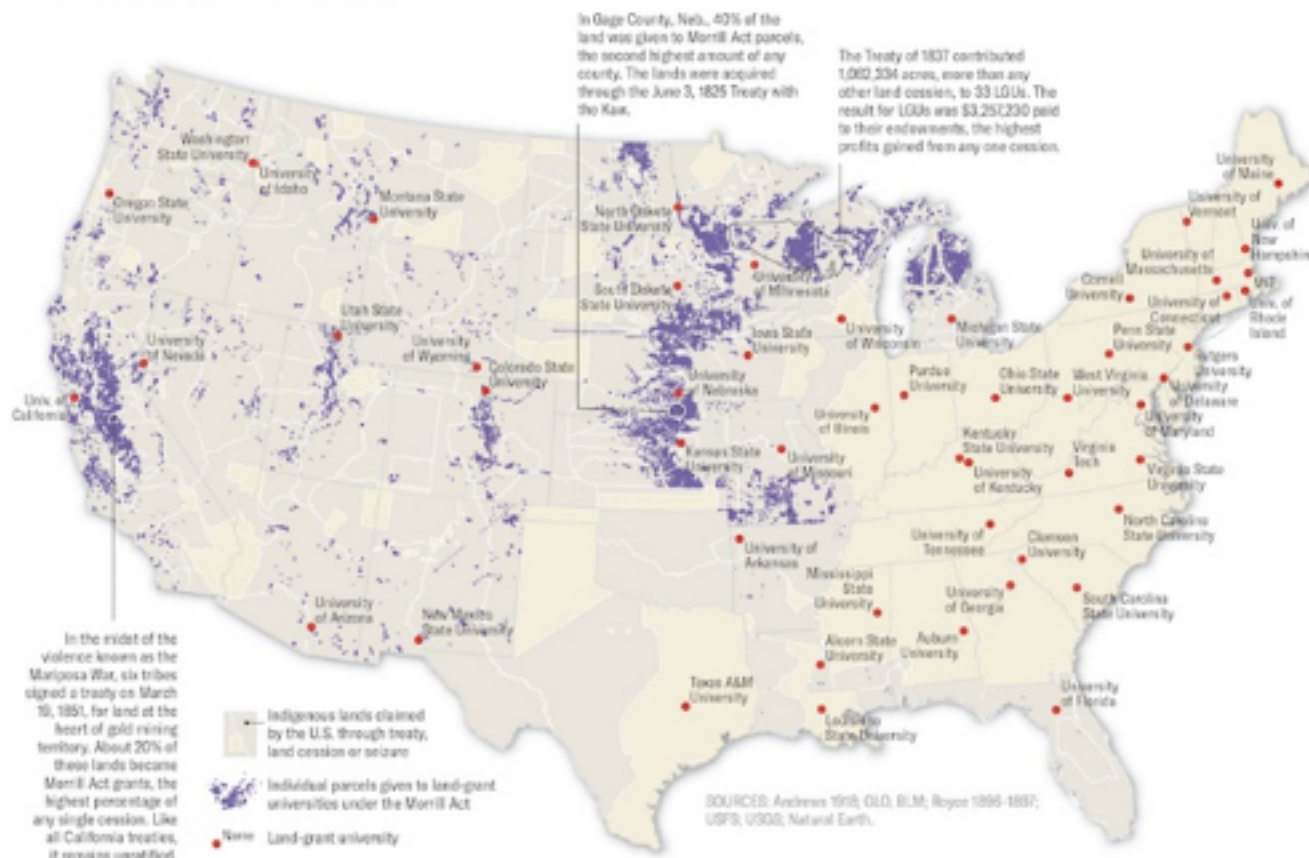 In Gage County, Neb., 40% of the
land was given to Morrill Act parcels,
the second highest amount of any
county. The lands were acquired
through the June 3, 1825 Treaty with
the Kaw.
The Treaty of 1837 contributed
1,062,334 acres, more than any
other land cession, to 33 LGUs. The
result for LGUs was $3,257,230 paid
to their endowments, the highest
profits gained from any one cession.
Washington
State University
University
of Idaho
Oregon State
University
Montana State
University
North Dakota
State University
South Dakota
State University
University
of Minnesota
University
of Maine
University of
Vermont
Univ. of
New
Hampshire
University of
Massachusetts
Cornell
University
University of
Connecticut
MIT
Univ. of
Rhode
Island
Utah State
University
University
of Nevada
Univ. of
California
University
of Wyoming
Colorado State
University
Iowa State
University
University
of Wisconsin
Michigan State
University
Penn State
University
Rutgers
University
University
of Delaware
University
of Maryland
University
of Nebraska
Purdue
University
Ohio State
University
West Virginia
University
University
of Illinois
Kansas State
University
University
of Missouri
Kentucky
State University
University
of Kentucky
Virginia
Tech
Virginia State
University
North Carolina
State University
University of
Arkansas
University of
Tennessee
Clemson
University
Mississippi
State
University
University
of Georgia
South Carolina
State University
University
of Arizona
New Mexico
State University
Alcorn State
University
Auburn
University
Texas A&M
University
Louisiana
State University
University
of Florida
In the midst of the
violence known as the
Mariposa War, six tribes
signed a treaty on March
19, 1851, for land at the
heart of gold mining
territory. About 20% of
these lands became
Morrill Act grants, the
highest percentage of
any single cession. Like
all California treaties,
it remains unratified.
Indigenous lands claimed
by the U.S. through treaty,
land cession or seizure
Individual parcels given to land-grant
universities under the Morrill Act
Name Land-grant university
SOURCES: Andrews 1918; GLO, BLM; Royce 1896-1897;
USFS; USGS; Natural Earth.